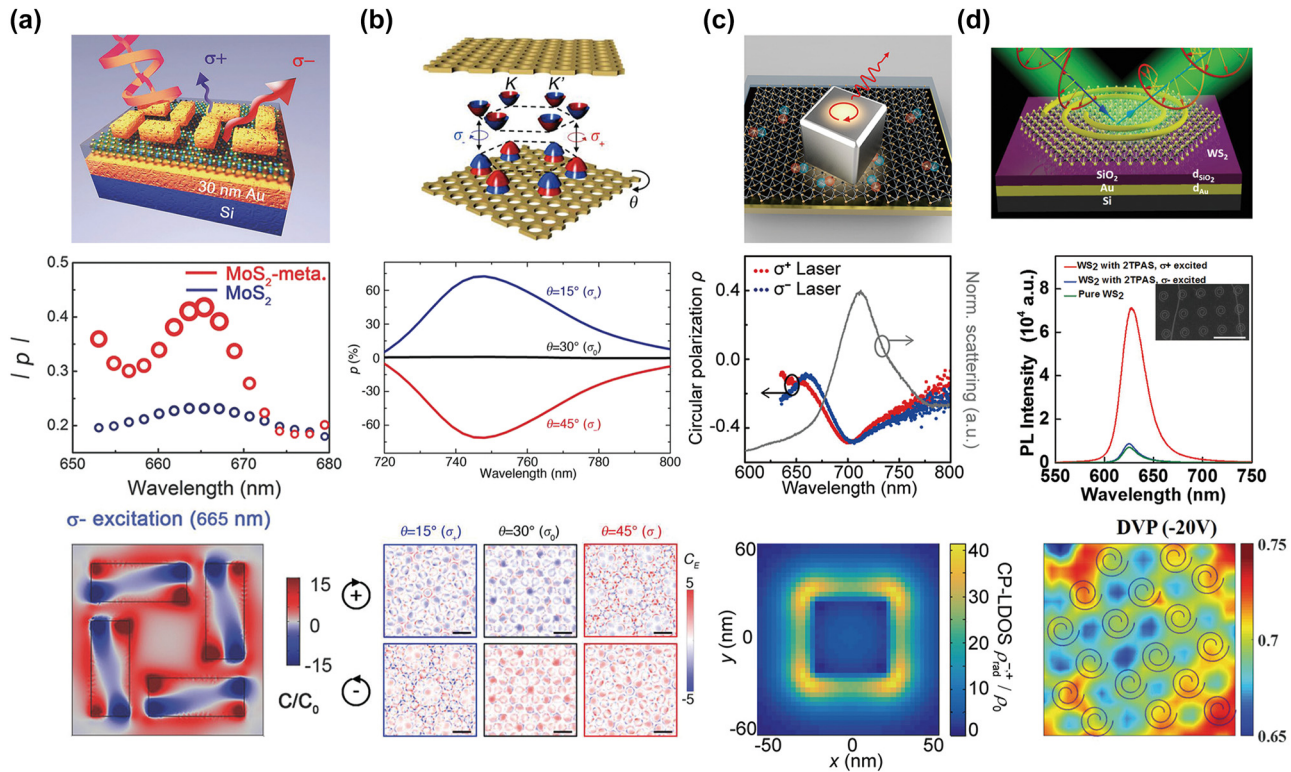 (a)
σ+
σ−
30 nm Au
Si
(b)
K
K'
σ-
σ+
θ
(c)
(d)
WS2
SiO2
dSiO2
Au
dAu
Si
0.5
0.4
0.3
0.2
| p |
MoS2-meta.
MoS2
650
660
670
680
Wavelength (nm)
60
30
0
-30
-60
p (%)
θ=15° (σ+)
θ=30° (σ0)
θ=45° (σ-)
720
740
760
780
800
Wavelength (nm)
0.4
0.0
-0.4
Circular polarization ρ
σ+ Laser
σ− Laser
Norm. scattering (a.u.)
600
650
700
750
800
Wavelength (nm)
8
6
4
2
0
PL Intensity (10⁴ a.u.)
WS2 with 2TPAS, σ+ excited
WS2 with 2TPAS, σ- excited
Pure WS2
550
600
650
700
750
Wavelength (nm)
σ- excitation (665 nm)
15
0
-15
C/C0
+
-
θ=15° (σ+)
θ=30° (σ0)
θ=45° (σ-)
CE
5
-5
60
30
0
-30
-60
y (nm)
-50
0
50
x (nm)
40
30
20
10
0
CP-LDOS ρ⁻⁺rad / ρ0
DVP (-20V)
0.75
0.7
0.65